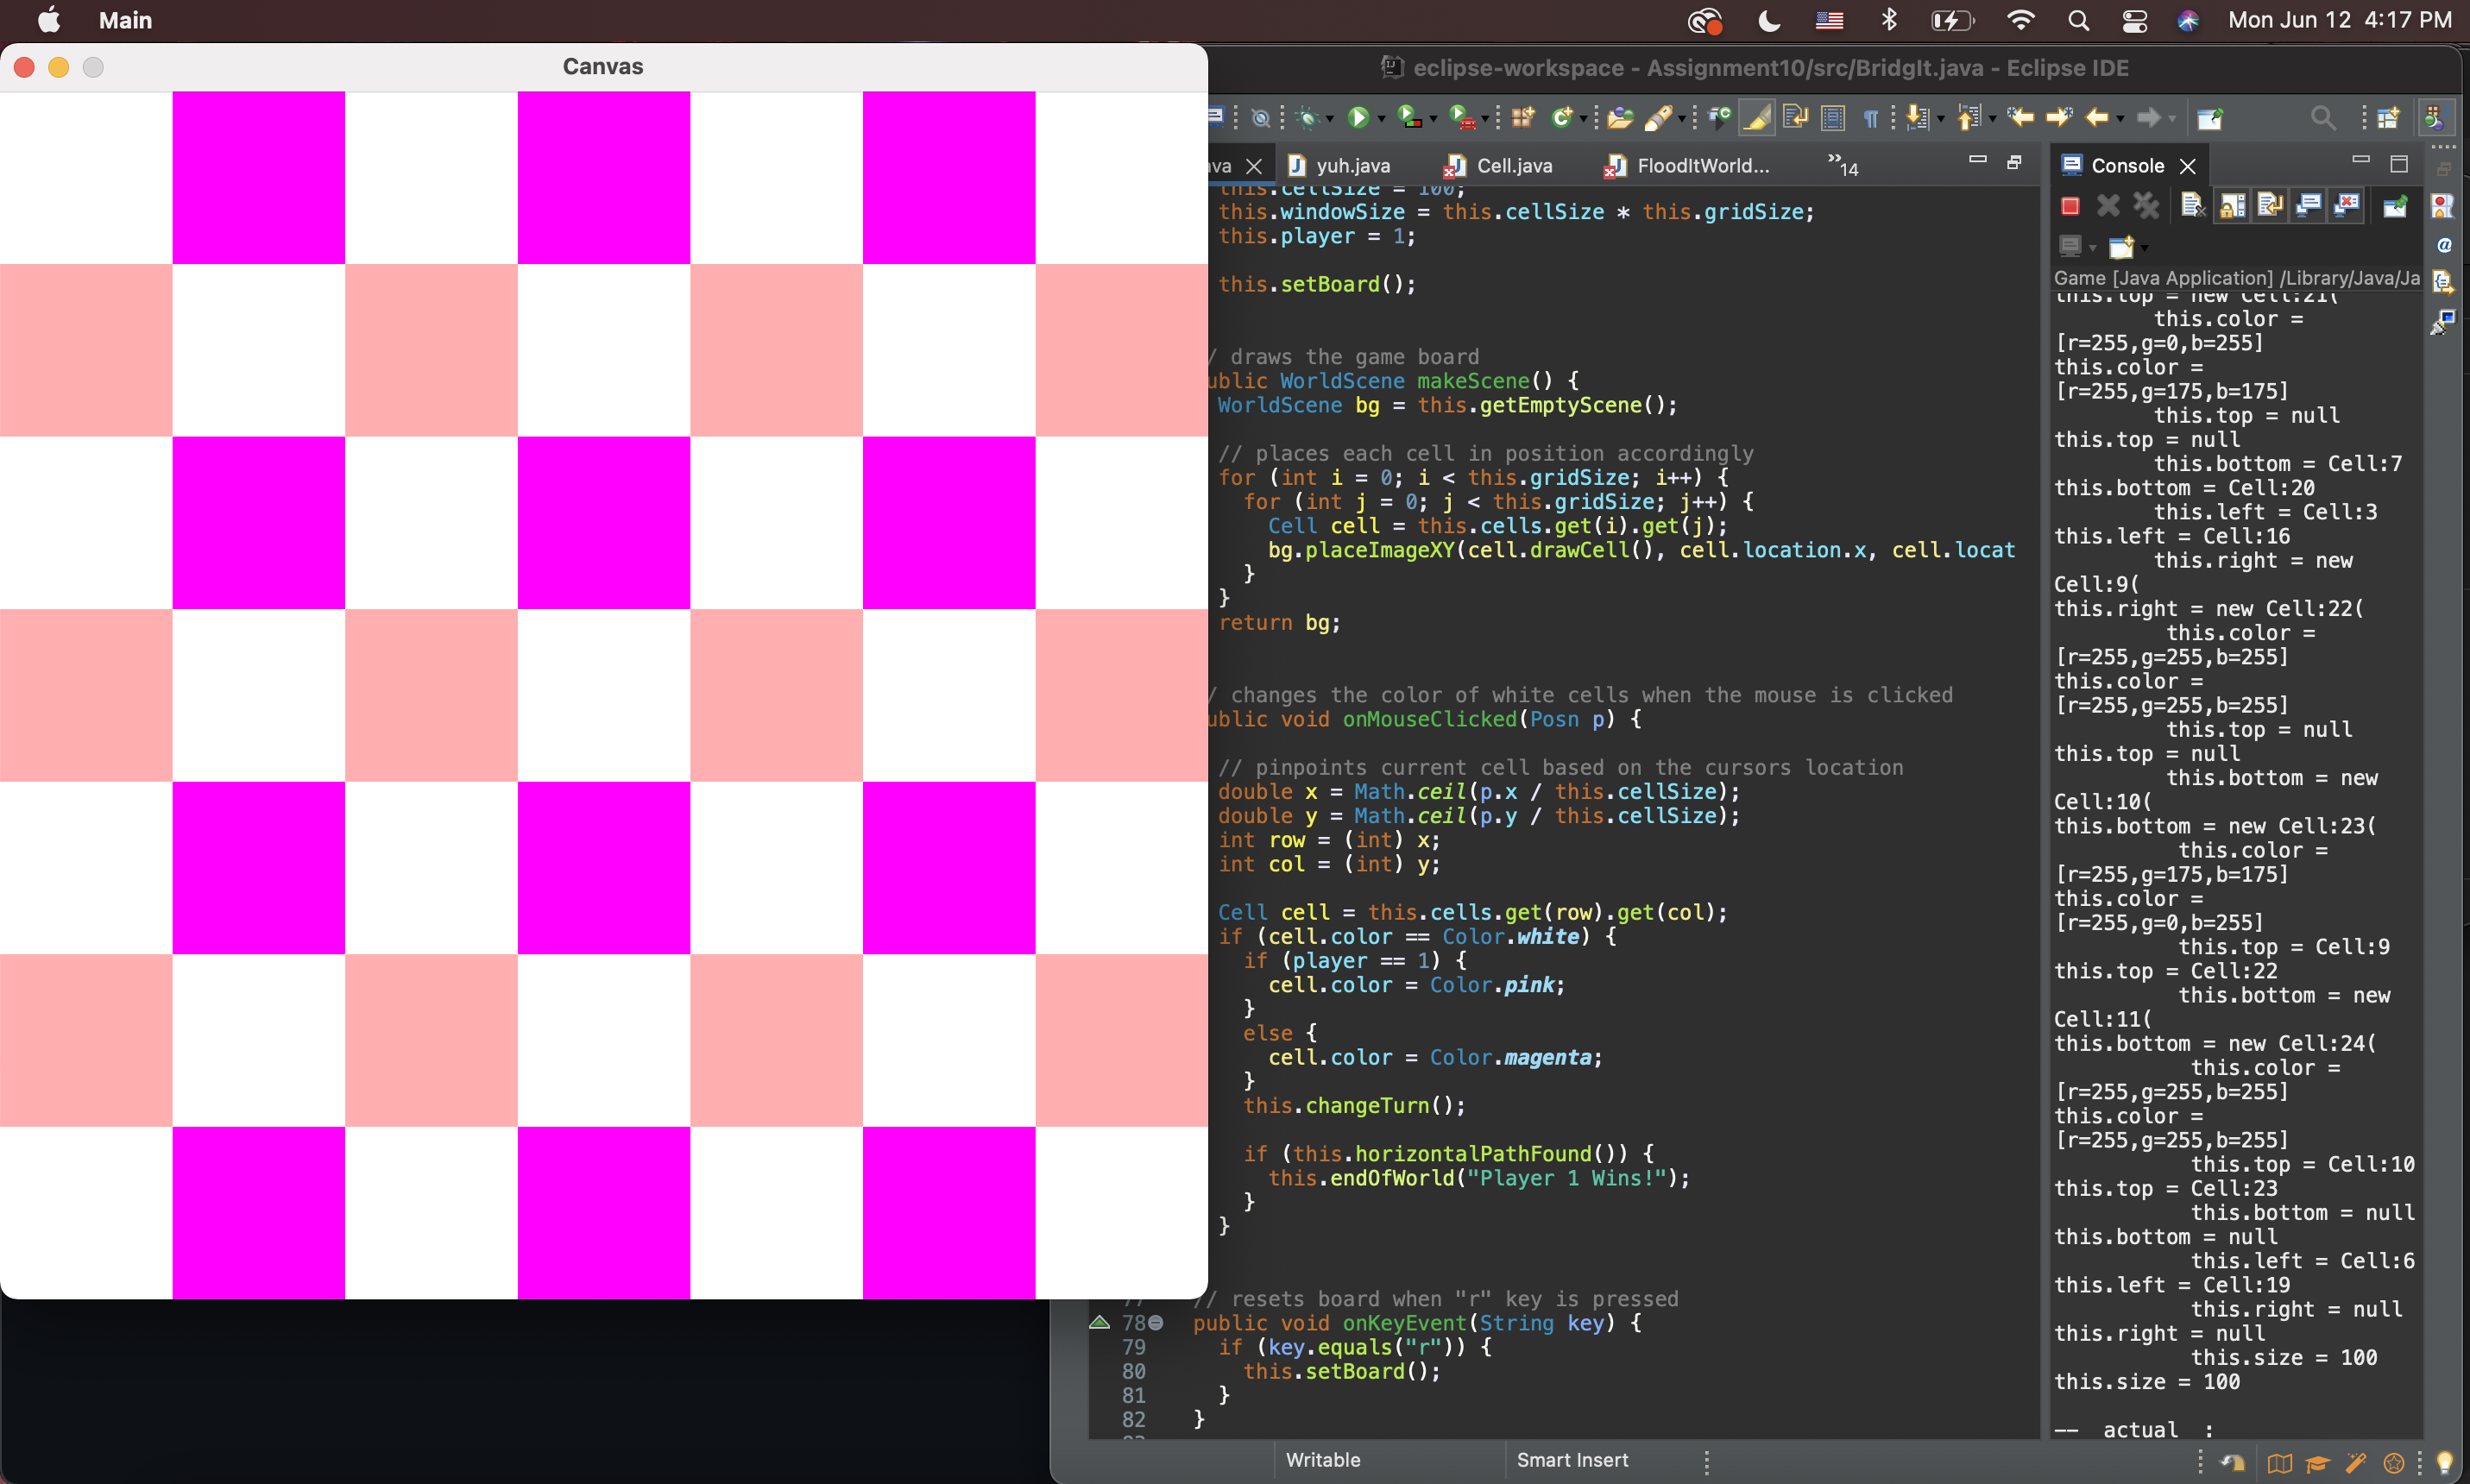 Main
Mon Jun 12 4:17 PM
Canvas
eclipse-workspace - Assignment10/src/BridgIt.java - Eclipse IDE
yuh.java
Cell.java
FloodItWorld...
»14
this.cellSize = 100;
this.windowSize = this.cellSize * this.gridSize;
this.player = 1;
this.setBoard();
/ draws the game board
ublic WorldScene makeScene() {
WorldScene bg = this.getEmptyScene();
// places each cell in position accordingly
for (int i = 0; i < this.gridSize; i++) {
for (int j = 0; j < this.gridSize; j++) {
Cell cell = this.cells.get(i).get(j);
bg.placeImageXY(cell.drawCell(), cell.location.x, cell.locat
}
}
return bg;
/ changes the color of white cells when the mouse is clicked
ublic void onMouseClicked(Posn p) {
// pinpoints current cell based on the cursors location
double x = Math.ceil(p.x / this.cellSize);
double y = Math.ceil(p.y / this.cellSize);
int row = (int) x;
int col = (int) y;
Cell cell = this.cells.get(row).get(col);
if (cell.color == Color.white) {
if (player == 1) {
cell.color = Color.pink;
}
else {
cell.color = Color.magenta;
}
this.changeTurn();
if (this.horizontalPathFound()) {
this.endOfWorld("Player 1 Wins!");
}
}
// resets board when "r" key is pressed
78 public void onKeyEvent(String key) {
79 if (key.equals("r")) {
80 this.setBoard();
81 }
82 }
Writable
Smart Insert
Console
Game [Java Application] /Library/Java/Ja
this.top = new Cell:21(
this.color =
[r=255,g=0,b=255]
this.color =
[r=255,g=175,b=175]
this.top = null
this.top = null
this.bottom = Cell:7
this.bottom = Cell:20
this.left = Cell:3
this.left = Cell:16
this.right = new
Cell:9(
this.right = new Cell:22(
this.color =
[r=255,g=255,b=255]
this.color =
[r=255,g=255,b=255]
this.top = null
this.top = null
this.bottom = new
Cell:10(
this.bottom = new Cell:23(
this.color =
[r=255,g=175,b=175]
this.color =
[r=255,g=0,b=255]
this.top = Cell:9
this.top = Cell:22
this.bottom = new
Cell:11(
this.bottom = new Cell:24(
this.color =
[r=255,g=255,b=255]
this.color =
[r=255,g=255,b=255]
this.top = Cell:10
this.top = Cell:23
this.bottom = null
this.bottom = null
this.left = Cell:6
this.left = Cell:19
this.right = null
this.right = null
this.size = 100
this.size = 100
-- actual :